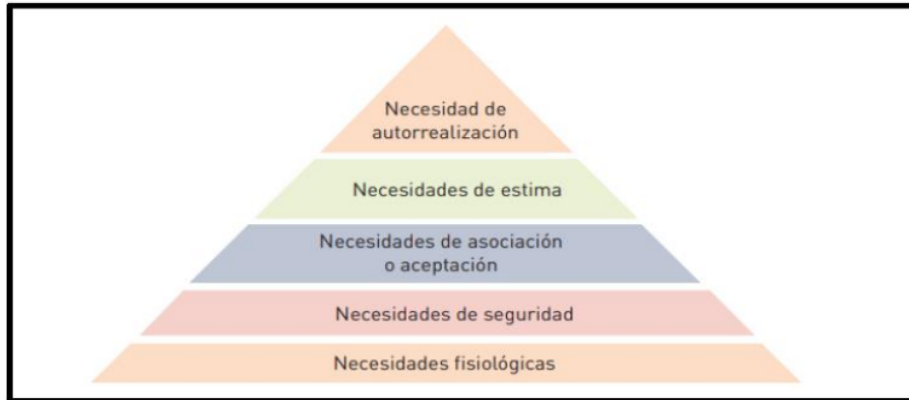 Necesidad de
autorrealización
Necesidades de estima
Necesidades de asociación
o aceptación
Necesidades de seguridad
Necesidades fisiológicas